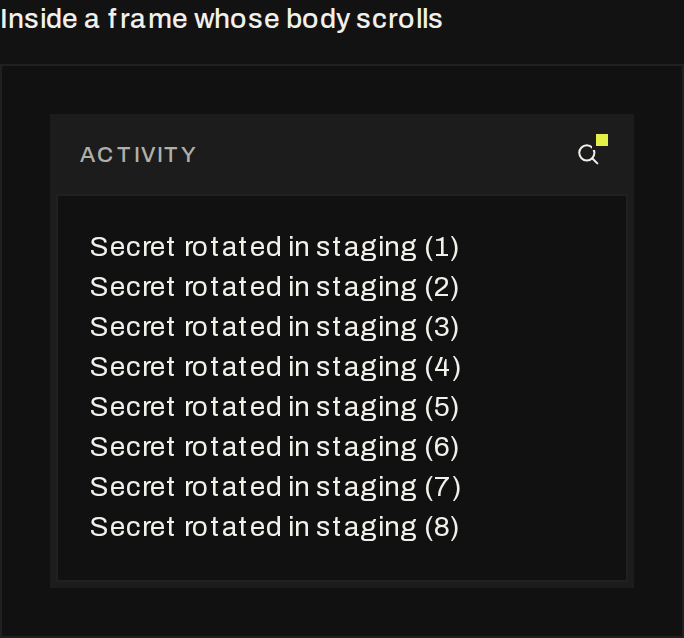 Inside a frame whose body scrolls
ACTIVITY
Secret rotated in staging (1)
Secret rotated in staging (2)
Secret rotated in staging (3)
Secret rotated in staging (4)
Secret rotated in staging (5)
Secret rotated in staging (6)
Secret rotated in staging (7)
Secret rotated in staging (8)